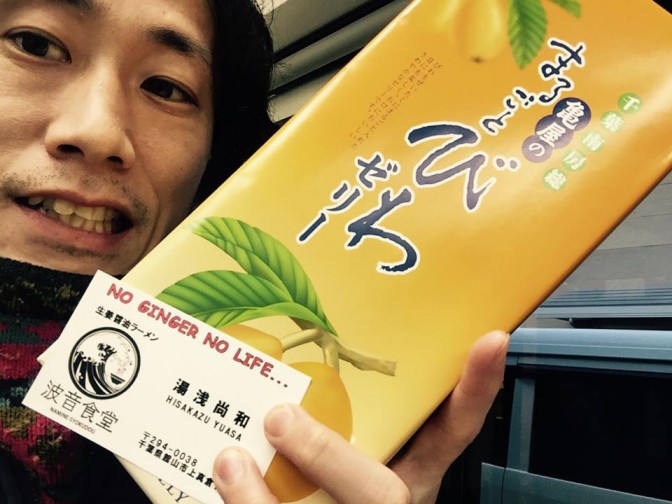 千葉南房総
亀屋の
まるごと
びわ
ゼリー
NO GINGER NO LIFE...
生姜醤油ラーメン
波音食堂
NAMINE SYOKUDOU
湯浅尚和
HISAKAZU YUASA
〒294-0038
千葉県館山市上真倉